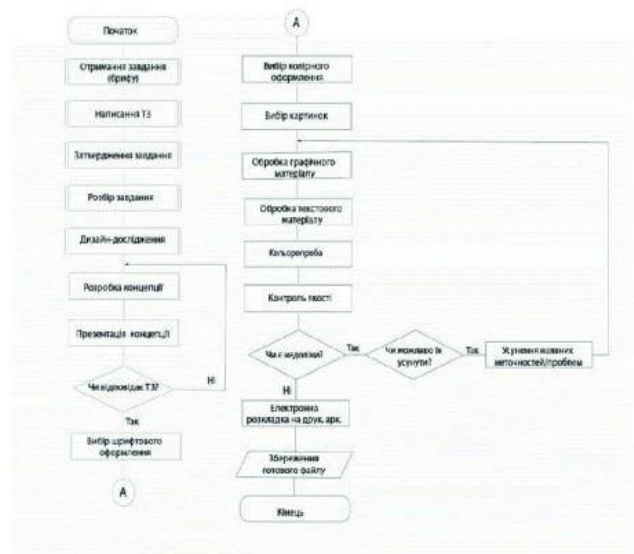 Початок
Отримання завдання
(брифу)
Написання ТЗ
Затвердження завдання
Розбір завдання
Дизайн-дослідження
Розробка концепції
Презентація концепції
Чи відповідає ТЗ?
Ні
Так
Вибір шрифтового
оформлення
А
А
Вибір колірного
оформлення
Вибір картинок
Обробка графічного
матеріалу
Обробка текстового
матеріалу
Кольоропроба
Контроль якості
Чи є недоліки?
Так
Чи можливо їх
усунути?
Так
Усунення наявних
неточностей/проблем
Ні
Електронна
розкладка на друк. арк.
Збереження
готового файлу
Кінець